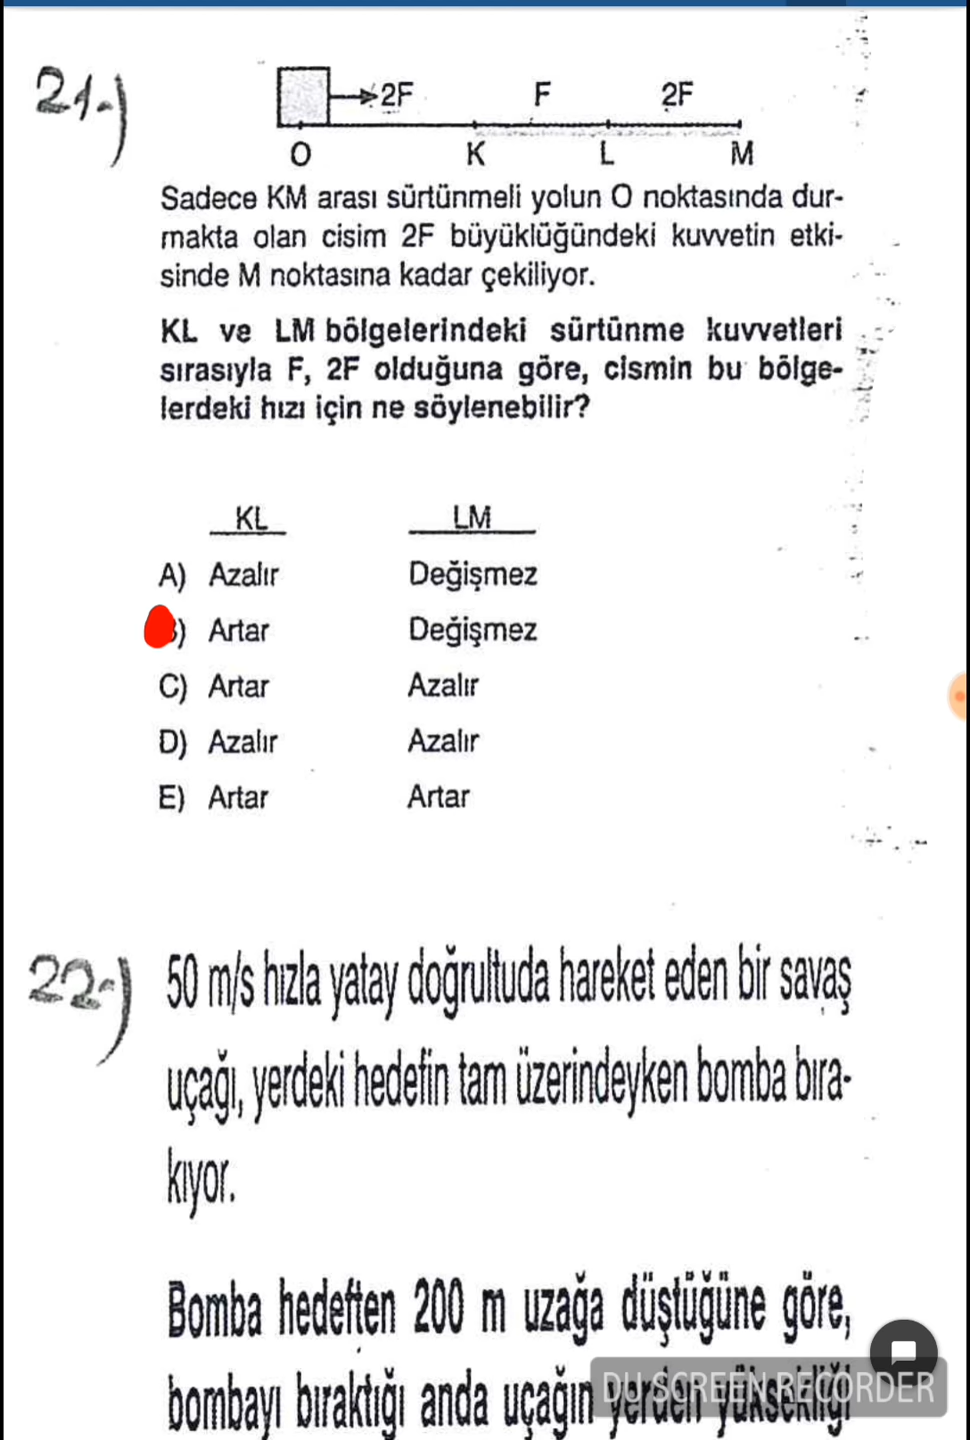 21-)
2F F 2F
O K L M
Sadece KM arası sürtünmeli yolun O noktasında dur-
makta olan cisim 2F büyüklüğündeki kuvvetin etki-
sinde M noktasına kadar çekiliyor.
KL ve LM bölgelerindeki sürtünme kuvvetleri
sırasıyla F, 2F olduğuna göre, cismin bu bölge-
lerdeki hızı için ne söylenebilir?
KL LM
A) Azalır Değişmez
B) Artar Değişmez
C) Artar Azalır
D) Azalır Azalır
E) Artar Artar
22-) 50 m/s hızla yatay doğrultuda hareket eden bir savaş
uçağı, yerdeki hedefin tam üzerindeyken bomba bıra-
kıyor.
Bomba hedeften 200 m uzağa düştüğüne göre,
bombayı bıraktığı anda uçağın yerden yüksekliği
DU SCREEN RECORDER